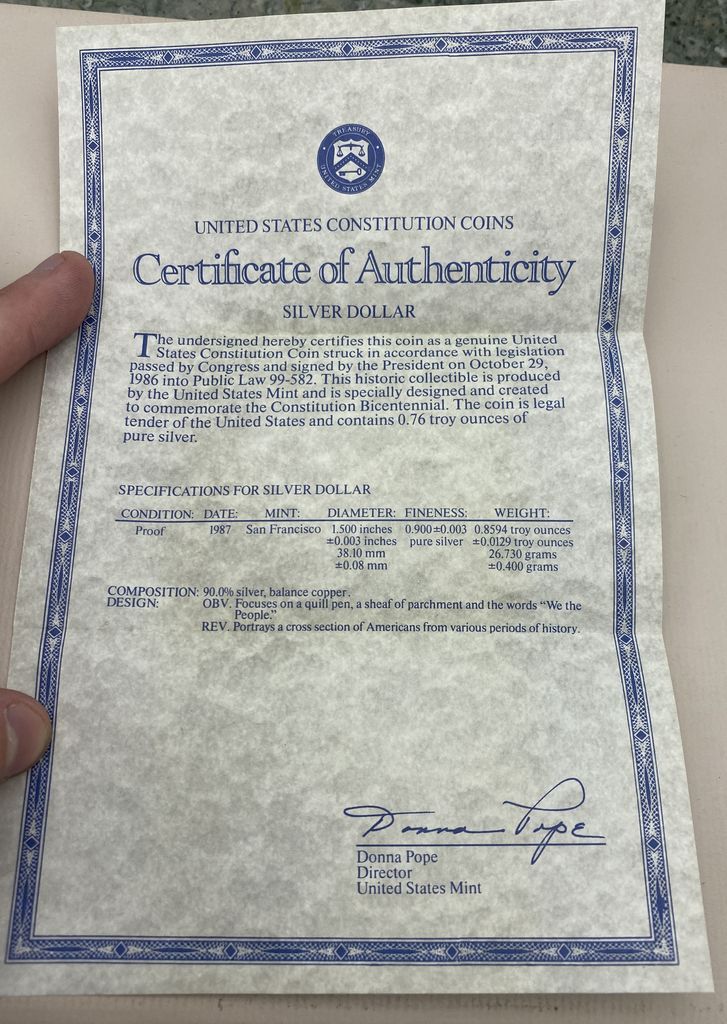 TREASURY
UNITED STATES MINT
UNITED STATES CONSTITUTION COINS
Certificate of Authenticity
SILVER DOLLAR
The undersigned hereby certifies this coin as a genuine United
States Constitution Coin struck in accordance with legislation
passed by Congress and signed by the President on October 29,
1986 into Public Law 99-582. This historic collectible is produced
by the United States Mint and is specially designed and created
to commemorate the Constitution Bicentennial. The coin is legal
tender of the United States and contains 0.76 troy ounces of
pure silver.
SPECIFICATIONS FOR SILVER DOLLAR
CONDITION: DATE: MINT: DIAMETER: FINENESS: WEIGHT:
Proof 1987 San Francisco 1.500 inches 0.900±0.003 0.8594 troy ounces
±0.003 inches pure silver ±0.0129 troy ounces
38.10 mm 26.730 grams
±0.08 mm ±0.400 grams
COMPOSITION: 90.0% silver, balance copper.
DESIGN: OBV. Focuses on a quill pen, a sheaf of parchment and the words “We the
People.”
REV. Portrays a cross section of Americans from various periods of history.
Donna Pope
Donna Pope
Director
United States Mint